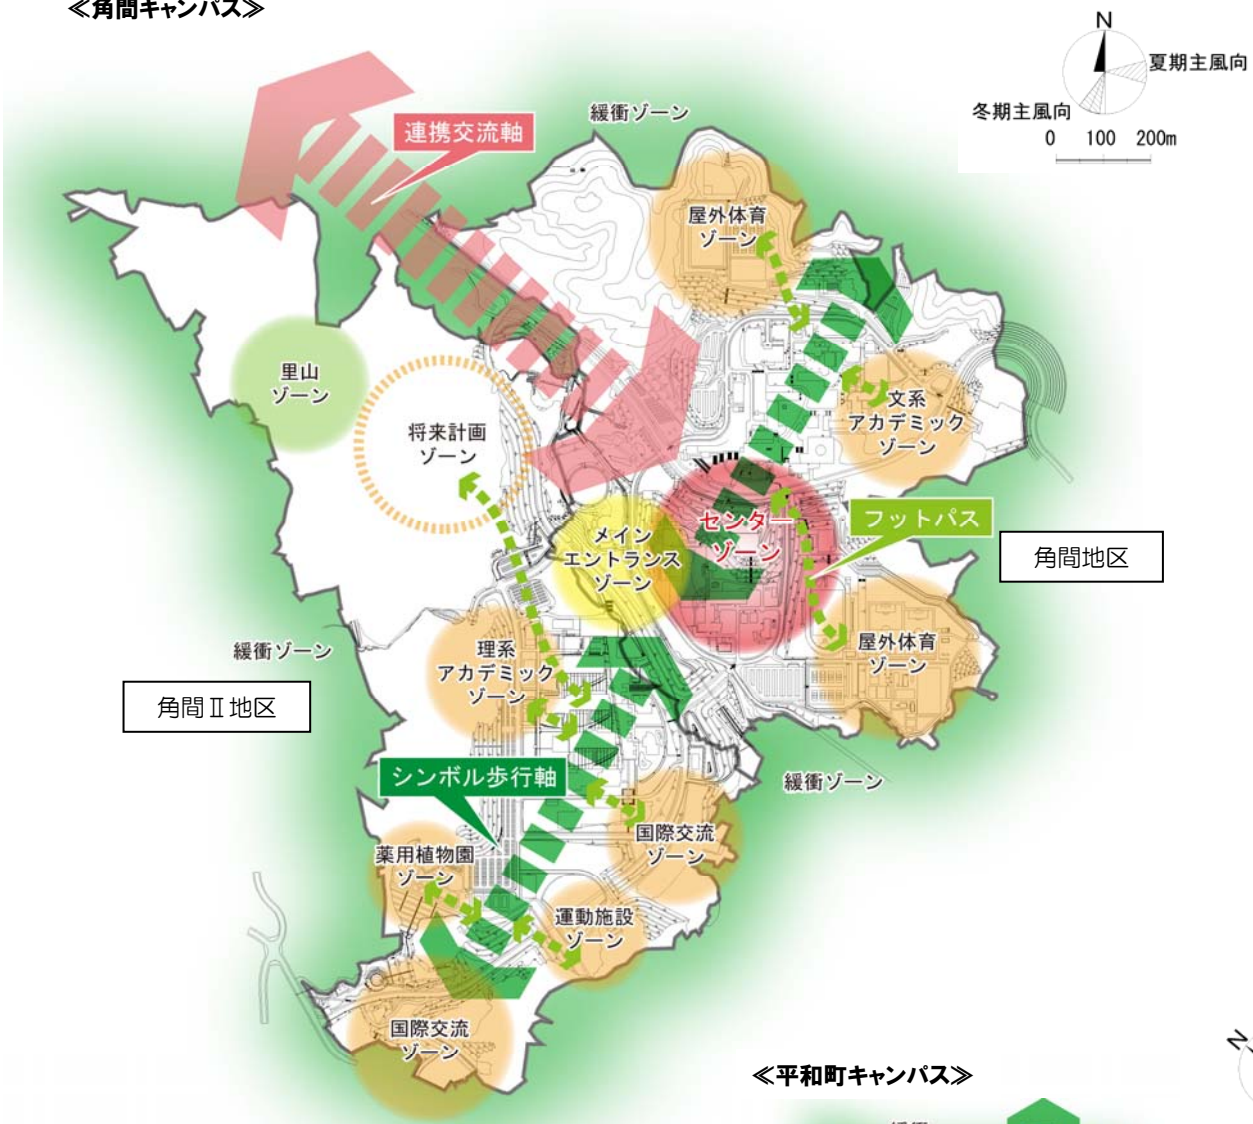 ≪角間キャンパス≫
N
夏期主風向
冬期主風向
0 100 200m
緩衝ゾーン
連携交流軸
屋外体育
ゾーン
里山
ゾーン
将来計画
ゾーン
文系
アカデミック
ゾーン
メイン
エントランス
ゾーン
センター
ゾーン
フットパス
角間地区
緩衝ゾーン
理系
アカデミック
ゾーン
屋外体育
ゾーン
角間Ⅱ地区
シンボル歩行軸
緩衝ゾーン
国際交流
ゾーン
薬用植物園
ゾーン
運動施設
ゾーン
国際交流
ゾーン
≪平和町キャンパス≫
N